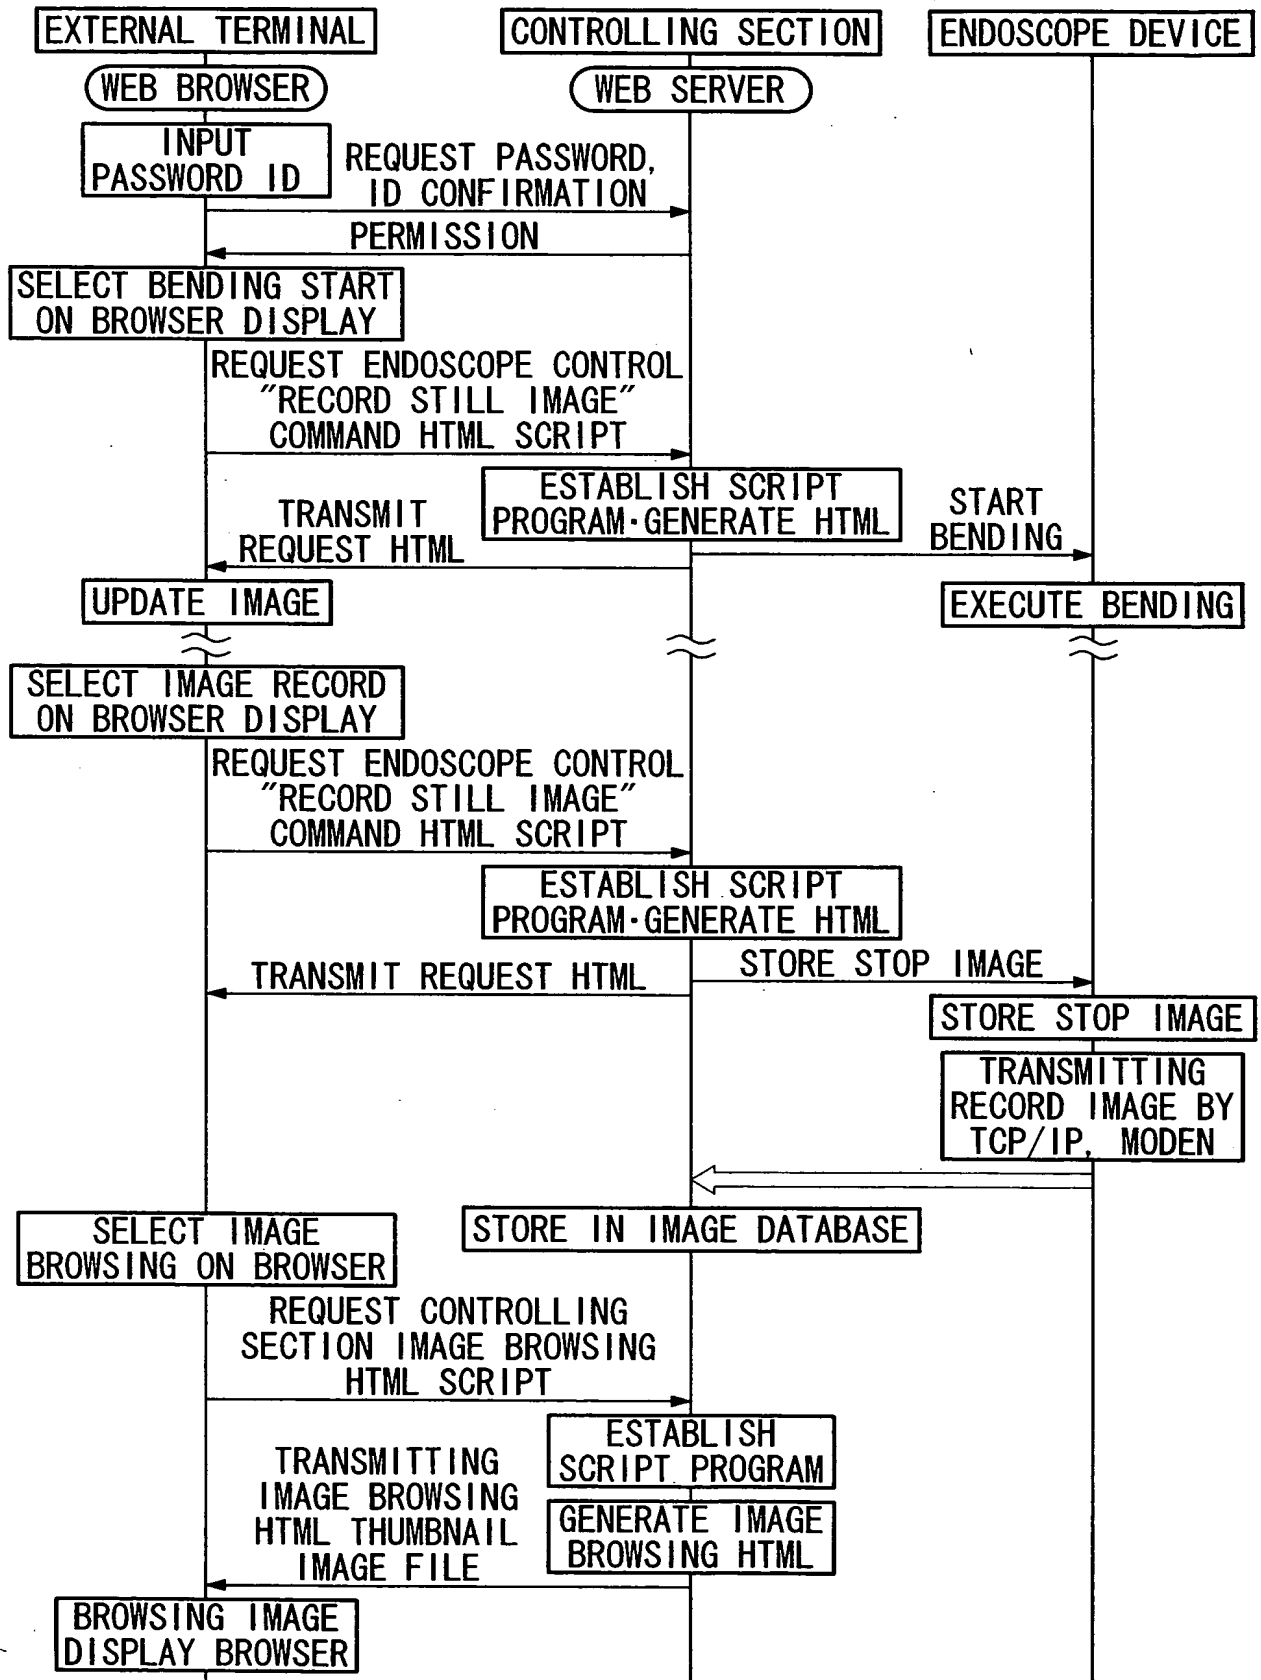 EXTERNAL TERMINAL
CONTROLLING SECTION
ENDOSCOPE DEVICE
WEB BROWSER
WEB SERVER
INPUT
PASSWORD ID
REQUEST PASSWORD,
ID CONFIRMATION
PERMISSION
SELECT BENDING START
ON BROWSER DISPLAY
REQUEST ENDOSCOPE CONTROL
"RECORD STILL IMAGE"
COMMAND HTML SCRIPT
ESTABLISH SCRIPT
PROGRAM·GENERATE HTML
START
BENDING
TRANSMIT
REQUEST HTML
UPDATE IMAGE
EXECUTE BENDING
SELECT IMAGE RECORD
ON BROWSER DISPLAY
REQUEST ENDOSCOPE CONTROL
"RECORD STILL IMAGE"
COMMAND HTML SCRIPT
ESTABLISH SCRIPT
PROGRAM·GENERATE HTML
STORE STOP IMAGE
TRANSMIT REQUEST HTML
STORE STOP IMAGE
TRANSMITTING
RECORD IMAGE BY
TCP/IP, MODEN
STORE IN IMAGE DATABASE
SELECT IMAGE
BROWSING ON BROWSER
REQUEST CONTROLLING
SECTION IMAGE BROWSING
HTML SCRIPT
ESTABLISH
SCRIPT PROGRAM
GENERATE IMAGE
BROWSING HTML
TRANSMITTING
IMAGE BROWSING
HTML THUMBNAIL
IMAGE FILE
BROWSING IMAGE
DISPLAY BROWSER